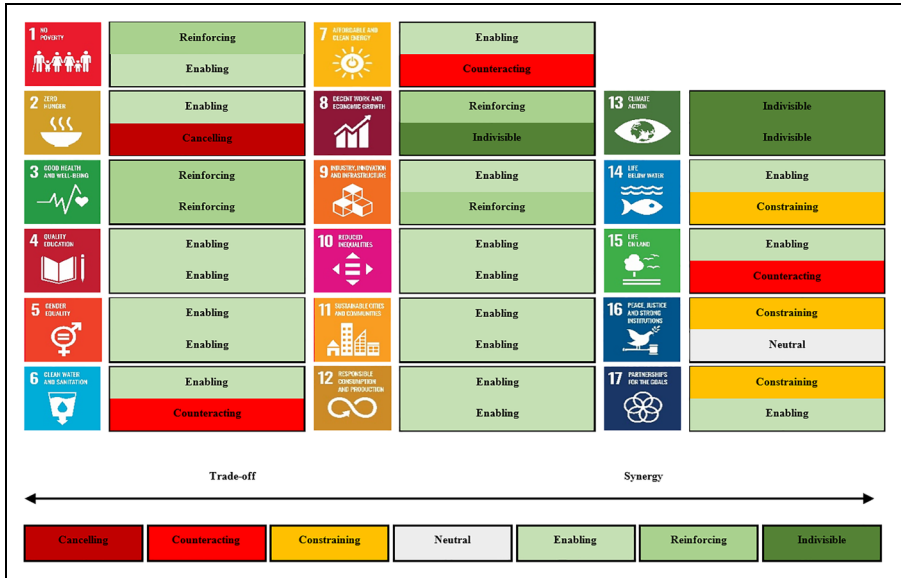 1 NO
POVERTY
Reinforcing
Enabling
2 ZERO
HUNGER
Enabling
Cancelling
3 GOOD HEALTH
AND WELL-BEING
Reinforcing
Reinforcing
4 QUALITY
EDUCATION
Enabling
Enabling
5 GENDER
EQUALITY
Enabling
Enabling
6 CLEAN WATER
AND SANITATION
Enabling
Counteracting
7 AFFORDABLE AND
CLEAN ENERGY
Enabling
Counteracting
8 DECENT WORK AND
ECONOMIC GROWTH
Reinforcing
Indivisible
9 INDUSTRY, INNOVATION
AND INFRASTRUCTURE
Enabling
Reinforcing
10 REDUCED
INEQUALITIES
Enabling
Enabling
11 SUSTAINABLE CITIES
AND COMMUNITIES
Enabling
Enabling
12 RESPONSIBLE
CONSUMPTION
AND PRODUCTION
Enabling
Enabling
13 CLIMATE
ACTION
Indivisible
Indivisible
14 LIFE
BELOW WATER
Enabling
Constraining
15 LIFE
ON LAND
Enabling
Counteracting
16 PEACE, JUSTICE
AND STRONG
INSTITUTIONS
Constraining
Neutral
17 PARTNERSHIPS
FOR THE GOALS
Constraining
Enabling
Trade-off
Synergy
Cancelling
Counteracting
Constraining
Neutral
Enabling
Reinforcing
Indivisible